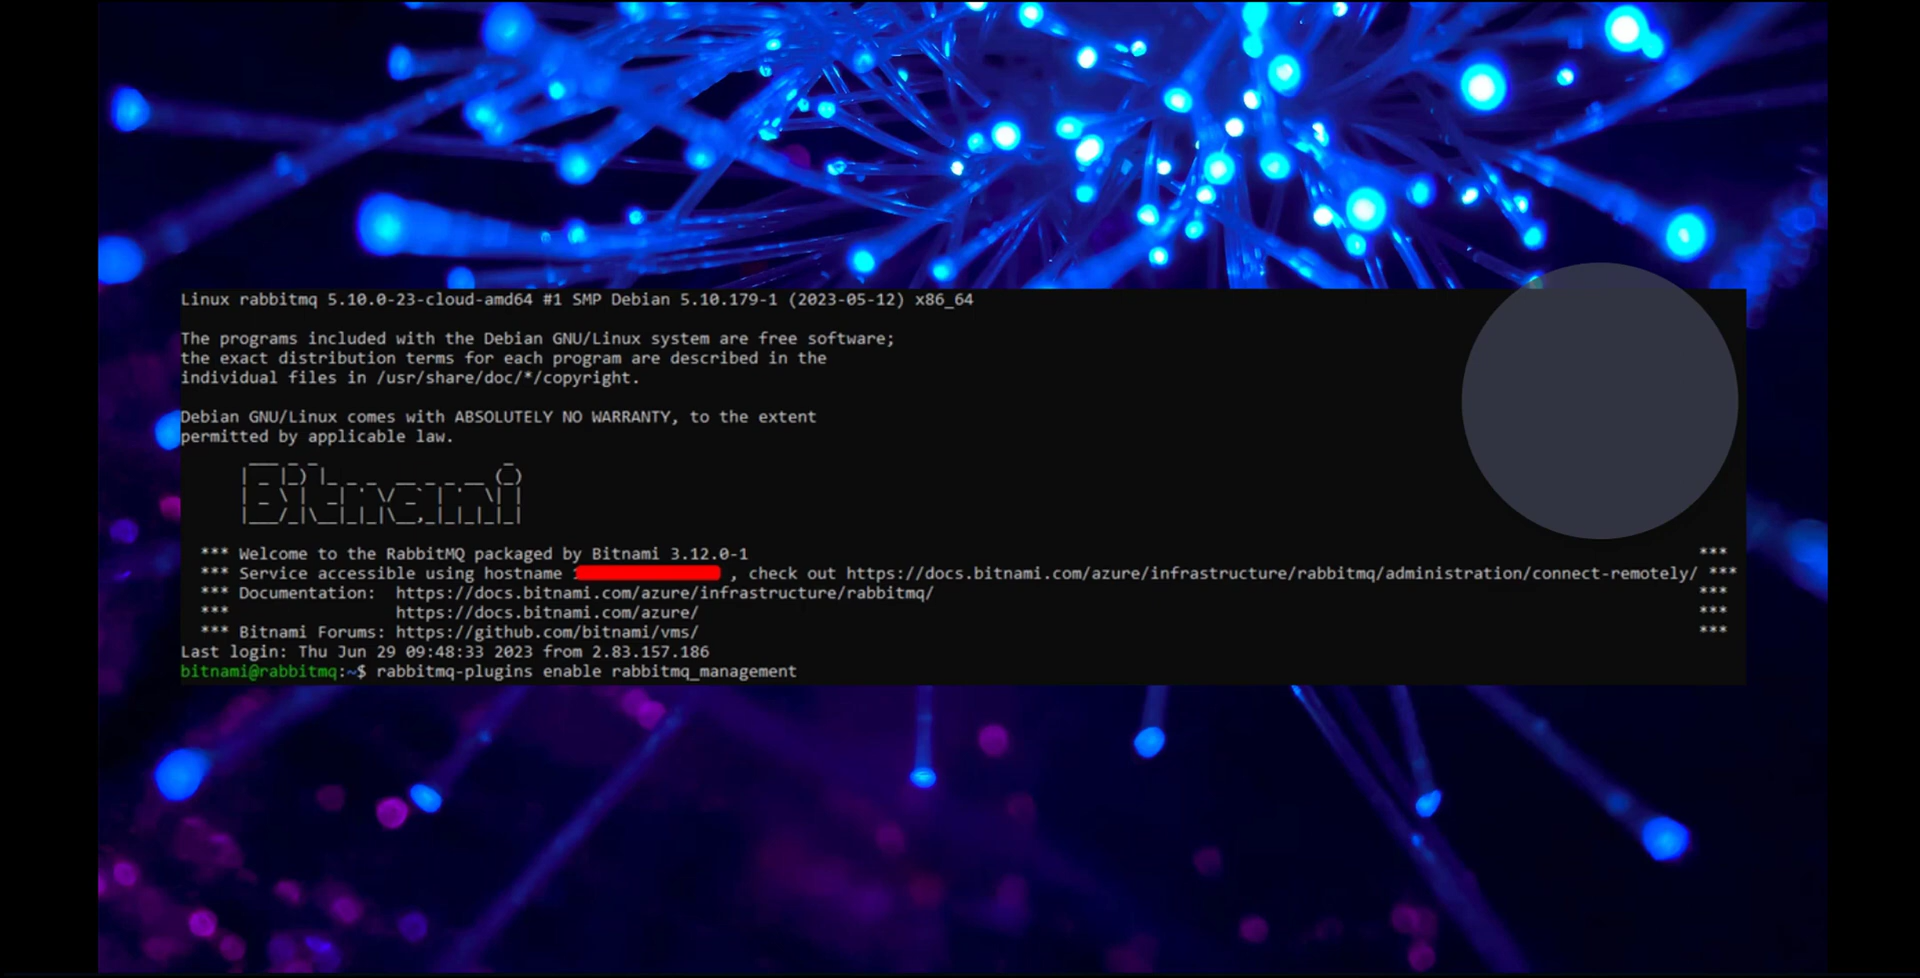 Linux rabbitmq 5.10.0-23-cloud-amd64 #1 SMP Debian 5.10.179-1 (2023-05-12) x86_64
The programs included with the Debian GNU/Linux system are free software;
the exact distribution terms for each program are described in the
individual files in /usr/share/doc/*/copyright.
Debian GNU/Linux comes with ABSOLUTELY NO WARRANTY, to the extent
permitted by applicable law.
Bitnami
*** Welcome to the RabbitMQ packaged by Bitnami 3.12.0-1 ***
*** Service accessible using hostname , check out https://docs.bitnami.com/azure/infrastructure/rabbitmq/administration/connect-remotely/ ***
*** Documentation: https://docs.bitnami.com/azure/infrastructure/rabbitmq/ ***
*** https://docs.bitnami.com/azure/ ***
*** Bitnami Forums: https://github.com/bitnami/vms/ ***
Last login: Thu Jun 29 09:48:33 2023 from 2.83.157.186
bitnami@rabbitmq:~$ rabbitmq-plugins enable rabbitmq_management